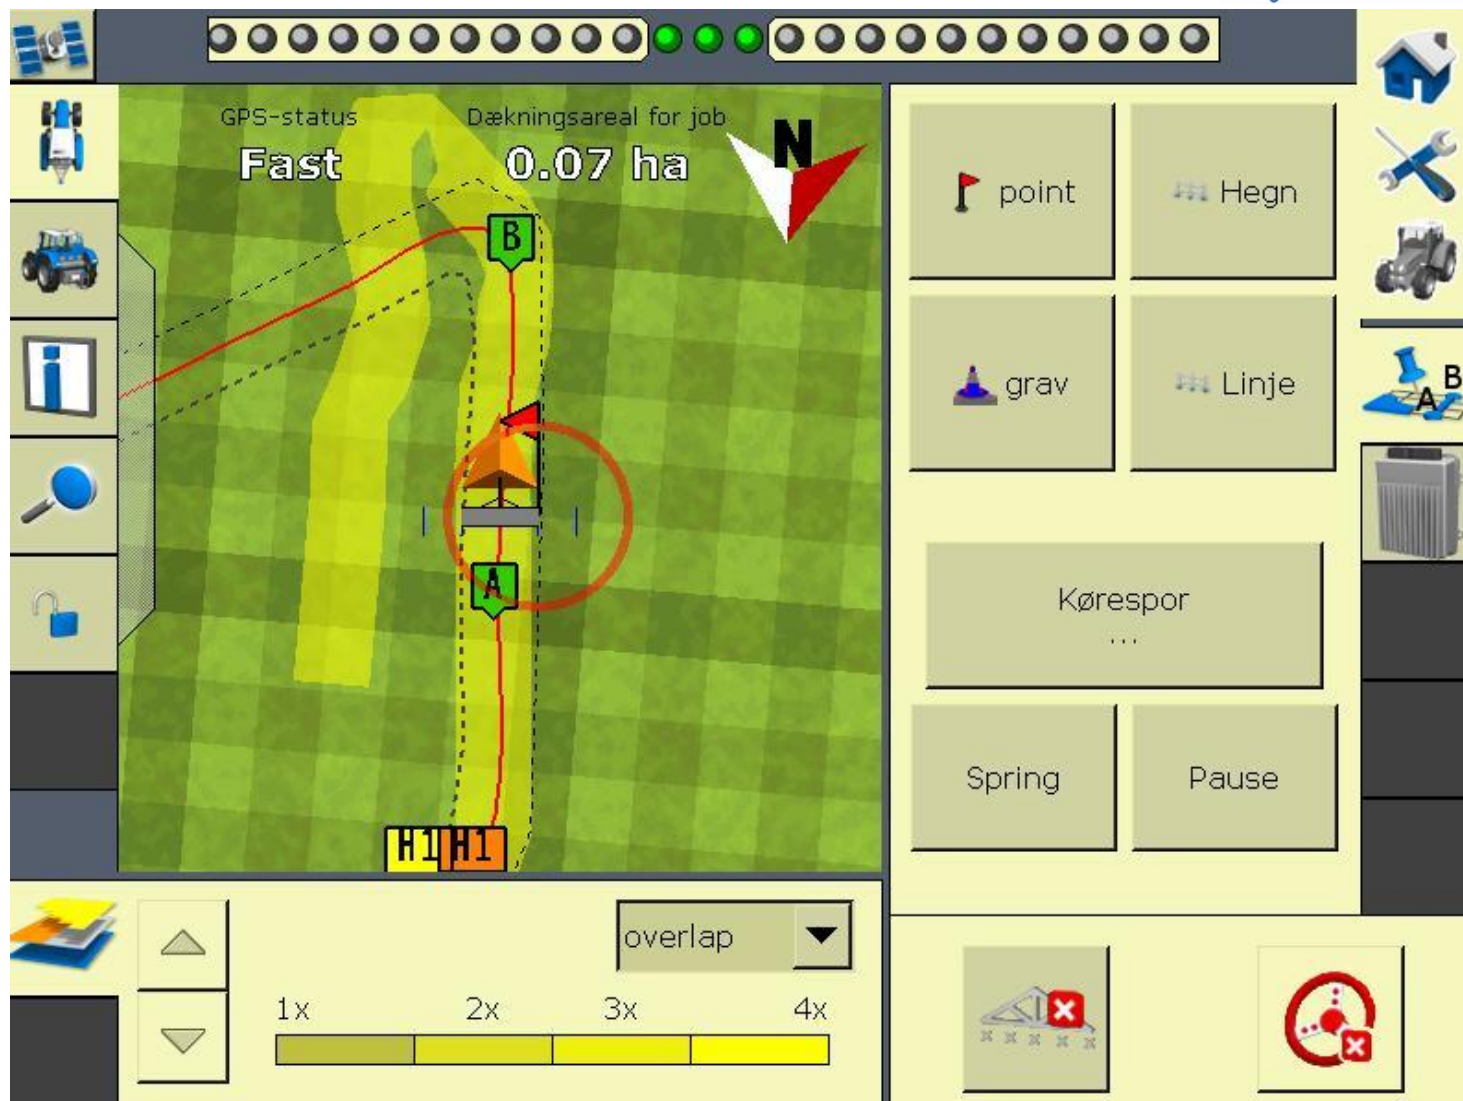 GPS-status
Fast
Dækningsareal for job
0.07 ha
N
B
A
H1 H1
point
Hegn
grav
Linje
Kørespor
...
Spring
Pause
B
A
overlap
1x 2x 3x 4x